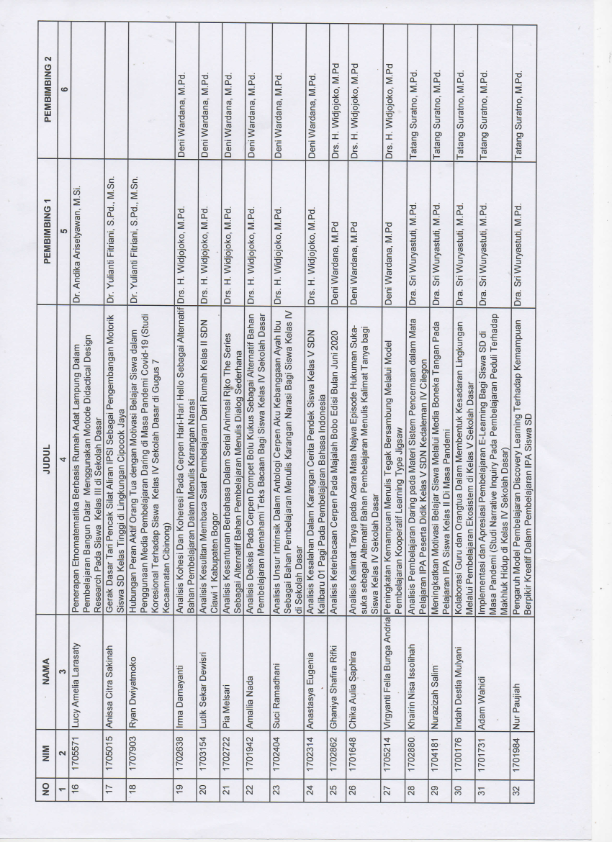 NO NIM NAMA JUDUL PEMBIMBING 1 PEMBIMBING 2
1 2 3 4 5 6
16 1705571 Lucy Amelia Larasaty Penerapan Etnomatematika Berbasis Rumah Adat Lampung Dalam Dr. Andika Arisetyawan, M.Si.
Pembelajaran Bangun Datar Menggunakan Motode Didactical Design
Research Pada Siswa Kelas III di Sekolah Dasar
17 1705015 Anissa Citra Sakinah Gerak Dasar Tari Pencak Silat Aliran IPSI Sebagai Pengembangan Motorik Dr. Yulianti Fitriani, S.Pd., M.Sn.
Siswa SD Kelas Tinggi di Lingkungan Cipocok Jaya
18 1707903 Ryan Dwiyatmoko Hubungan Peran Aktif Orang Tua dengan Motivasi Belajar Siswa dalam Dr. Yulianti Fitriani, S.Pd., M.Sn.
Penggunaan Media Pembelajaran Daring di Masa Pandemi Covid-19 (Studi
Koresional Terhadap Siswa Kelas IV Sekolah Dasar di Gugus 7
Kecaamatan Cibinong)
19 1702638 Irma Damayanti Analisis Kohesi Dan Koheresi Pada Cerpen Hari-Hari Hello Sebagai Alternatif Drs. H. Widjojoko, M.Pd. Deni Wardana, M.Pd.
Bahan Pembelajaran Dalam Menulis Karangan Narasi
20 1703154 Lutik Sekar Dewisri Analisis Kesulitan Membaca Saat Pembelajaran Dari Rumah Kelas II SDN Drs. H. Widjojoko, M.Pd. Deni Wardana, M.Pd.
Ciawi 1 Kabupaten Bogor
21 1702722 Pia Melsari Analisis Kesantunan Berbahasa Dalam Serial Animasi Riko The Series Drs. H. Widjojoko, M.Pd. Deni Wardana, M.Pd.
Sebagai Alternatif Bahan Pembelajaran Menulis Dialog Sederhana
22 1701942 Amallia Nada Analisis Deiksis Pada Cerpen Dompet Botu Kukus Sebagai Alternatif Bahan Drs. H. Widjojoko, M.Pd. Deni Wardana, M.Pd.
Pembelajaran Memahami Teks Bacaan Bagi Siswa Kelas IV Sekolah Dasar
23 1702404 Suci Ramadhani Analisis Unsur Intrinsik Dalam Antologi Cerpen Aku Kebanggaan Ayah Ibu Drs. H. Widjojoko, M.Pd. Deni Wardana, M.Pd.
Sebagai Bahan Pembelajaran Menulis Karangan Narasi Bagi Siswa Kelas IV
di Sekolah Dasar
24 1702314 Anastasya Eugenia Analisis Kesalahan Dalam Karangan Cerita Pendek Siswa Kelas V SDN Drs. H. Widjojoko, M.Pd. Deni Wardana, M.Pd
Kalibaru 01 Pagi Pada Pembelajaran Bahasa Indonesia
25 1702862 Ghaniya Shafira Rifki Analisis Keterbacaan Cerpen Pada Majalah Bobo Edisi Bulan Juni 2020 Deni Wardana, M.Pd Drs. H. Widjojoko, M.Pd
26 1701648 Chika Aulia Saphira Analisis Kalimat Tanya pada Acara Mata Najwa Episode Hukuman Suka- Deni Wardana, M.Pd Drs. H. Widjojoko, M.Pd
suka sebagai Alternatif Bahan Pembelajaran Menulis Kalimat Tanya bagi
Siswa Kelas IV Sekolah Dasar
27 1705214 Virgyanti Fella Bunga Andria Peningkatan Kemampuan Menulis Tegak Bersambung Melalui Model Deni Wardana, M.Pd Drs. H. Widjojoko, M.Pd
Pembelajaran Kooperatif Learning Type Jigsaw
28 1702880 Khairin Nisa Issolihah Analisis Pembelajaran Daring pada Materi Sistem Pencernaan dalam Mata Dra. Sri Wuryastuti, M.Pd. Tatang Suratno, M.Pd.
Pelajaran IPA Peserta Didik Kelas V SDN Kedaleman IV Cilegon
29 1704181 Nurazizah Salim Meningkatkan Motivasi Belajar Siswa Melalui Media Boneka Tangan Pada Dra. Sri Wuryastuti, M.Pd. Tatang Suratno, M.Pd.
Pelajaran IPA Siswa Kelas II Di Masa Pandemi
30 1700176 Indah Destila Mulyani Kolaborasi Guru dan Orangtua Dalam Membentuk Kesadaran Lingkungan Dra. Sri Wuryastuti, M.Pd. Tatang Suratno, M.Pd.
Melalui Pembelajaran Ekosistem di Kelas V Sekolah Dasar
31 1701731 Adam Wahidi Implementasi dan Apresiasi Pembelajaran E-Learning Bagi Siswa SD di Dra. Sri Wuryastuti, M.Pd. Tatang Suratno, M.Pd.
Masa Pandemi (Studi Narrative Inquiry Pada Pembelajaran Peduli Terhadap
Makhluk Hidup di Kelas IV Sekolah Dasar)
32 1701984 Nur Paujiah Pengaruh Model Pembelajaran Discovery Learning Terhadap Kemampuan Dra. Sri Wuryastuti, M.Pd. Tatang Suratno, M.Pd.
Berpikir Kreatif Dalam Pembelajaran IPA Siswa SD